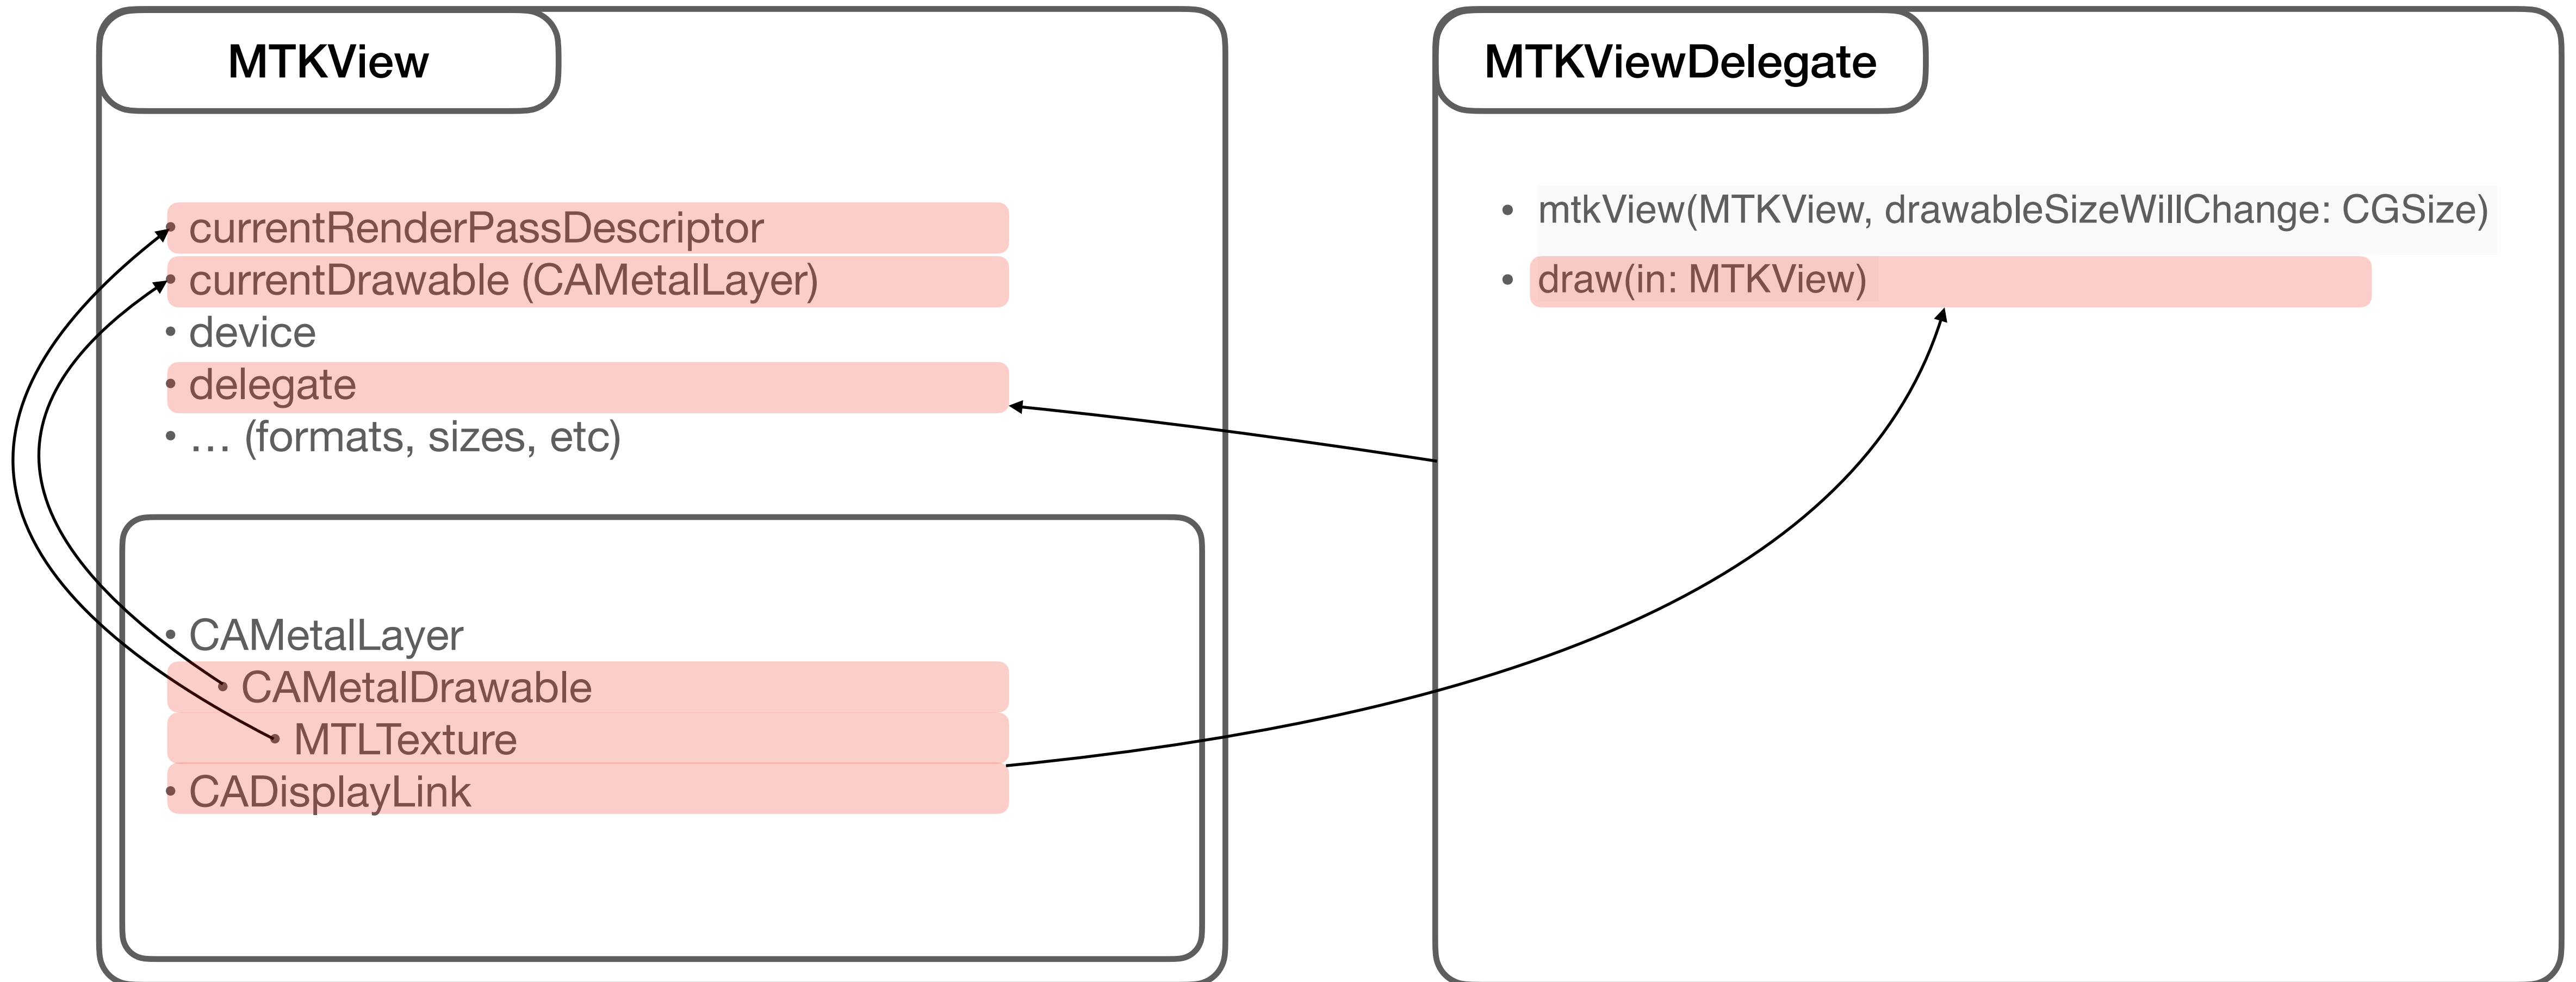 MTKView
• currentRenderPassDescriptor
• currentDrawable (CAMetalLayer)
• device
• delegate
• … (formats, sizes, etc)
• CAMetalLayer
• CAMetalDrawable
• MTLTexture
• CADisplayLink
MTKViewDelegate
• mtkView(MTKView, drawableSizeWillChange: CGSize)
• draw(in: MTKView)